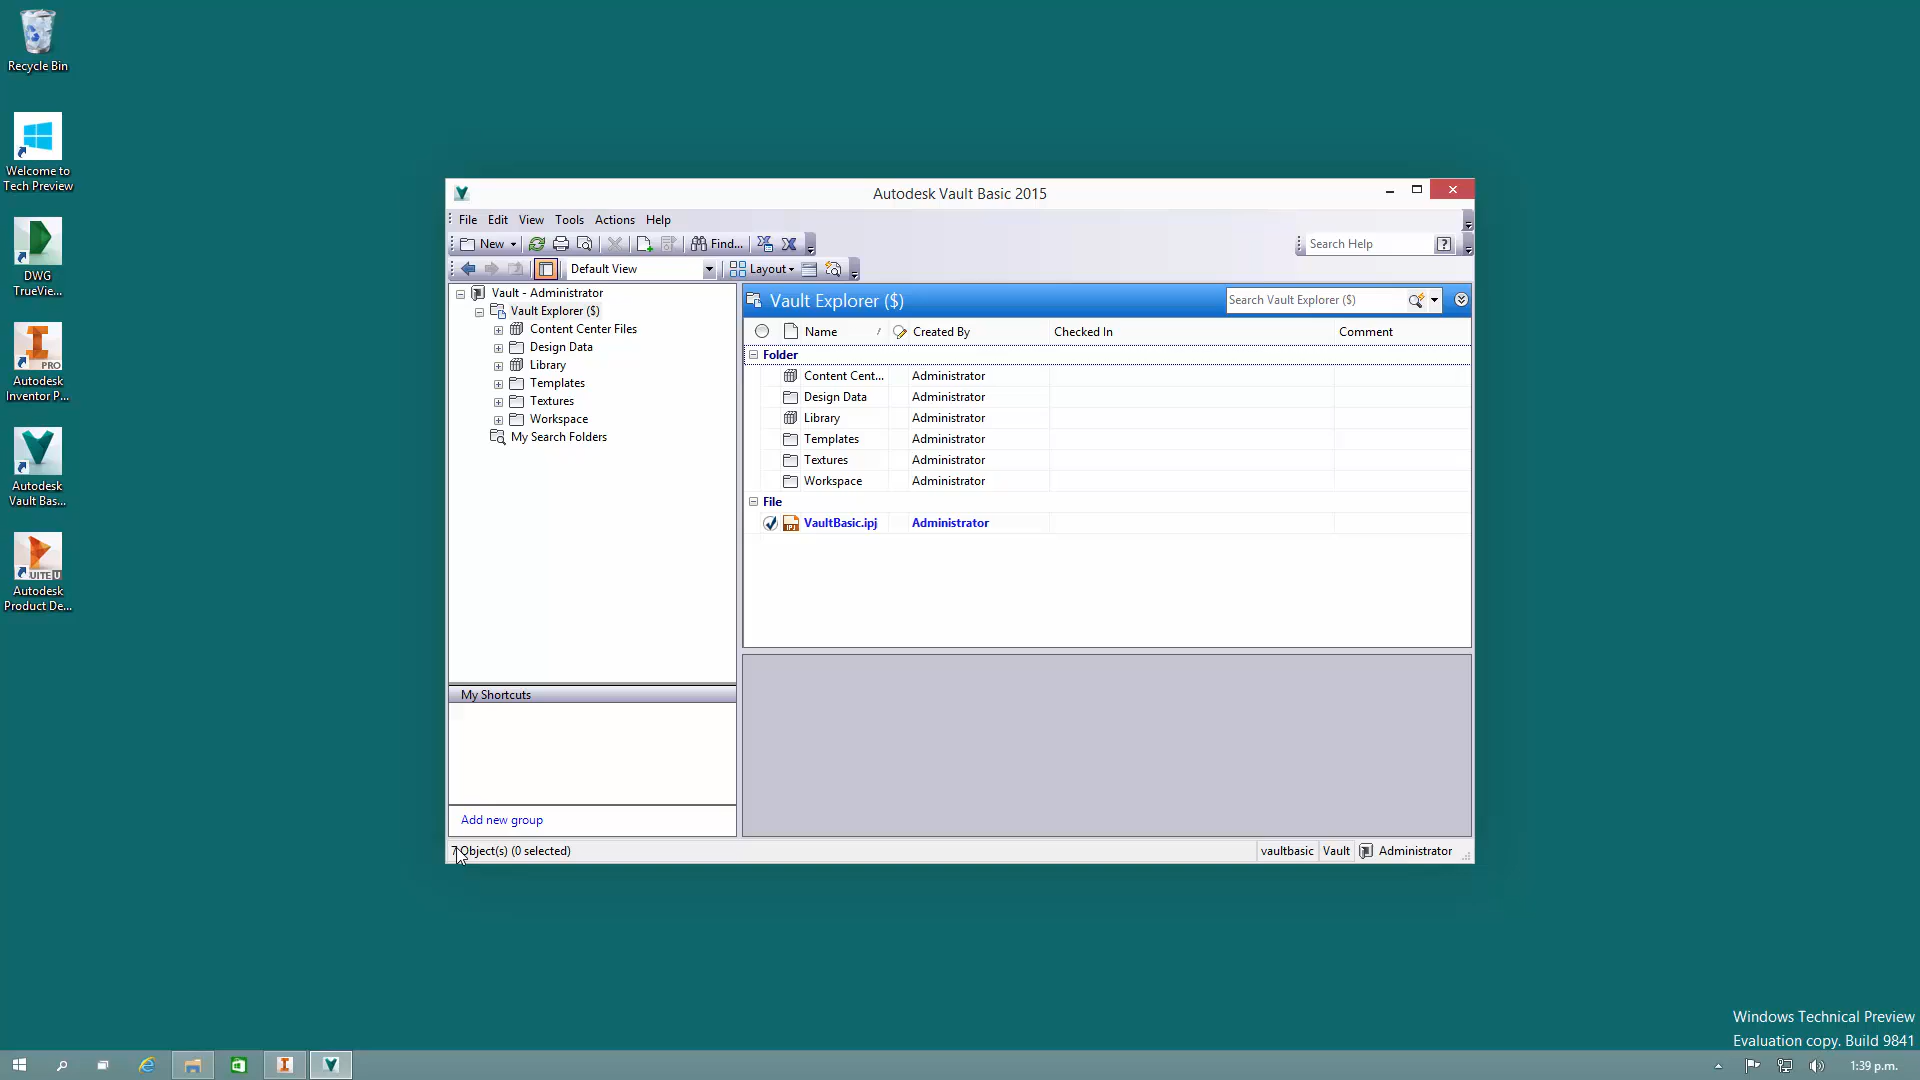 Recycle Bin
Welcome to
Tech Preview
DWG
TrueVie...
PRO
Autodesk
Inventor P...
Autodesk
Vault Bas...
UITE U
Autodesk
Product De...
Autodesk Vault Basic 2015
File Edit View Tools Actions Help
New Find... Search Help
Default View Layout
Vault - Administrator
Vault Explorer ($)
Content Center Files
Design Data
Library
Templates
Textures
Workspace
My Search Folders
My Shortcuts
Add new group
Vault Explorer ($) Search Vault Explorer ($)
Name Created By Checked In Comment
Folder
Content Cent... Administrator
Design Data Administrator
Library Administrator
Templates Administrator
Textures Administrator
Workspace Administrator
File
VaultBasic.ipj Administrator
7 Object(s) (0 selected) vaultbasic Vault Administrator
Windows Technical Preview
Evaluation copy. Build 9841
1:39 p.m.